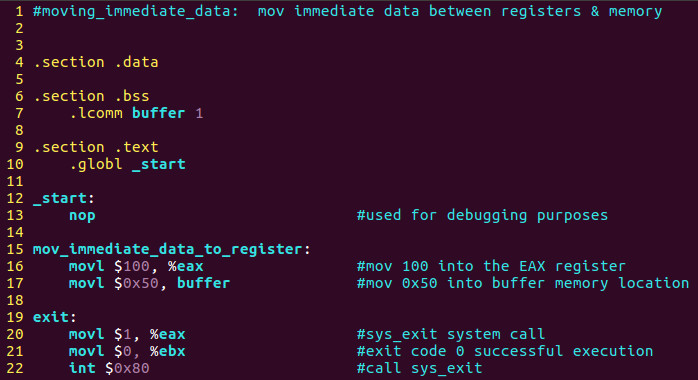 1 #moving_immediate_data:  mov immediate data between registers & memory
2
3
4 .section .data
5
6 .section .bss
7     .lcomm buffer 1
8
9 .section .text
10     .globl _start
11
12 _start:
13     nop                             #used for debugging purposes
14
15 mov_immediate_data_to_register:
16     movl $100, %eax                 #mov 100 into the EAX register
17     movl $0x50, buffer              #mov 0x50 into buffer memory location
18
19 exit:
20     movl $1, %eax                   #sys_exit system call
21     movl $0, %ebx                   #exit code 0 successful execution
22     int $0x80                       #call sys_exit